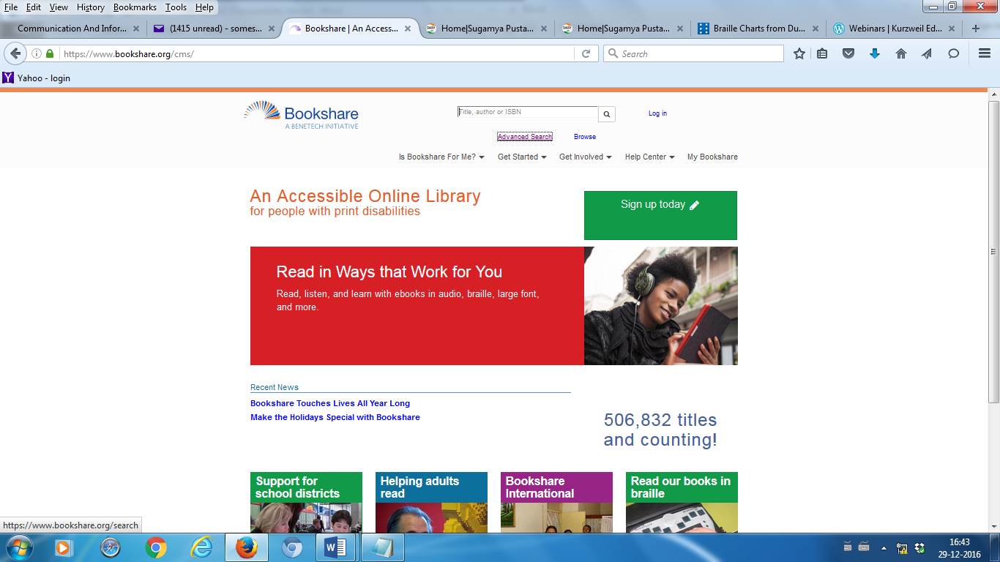 File Edit View History Bookmarks Tools Help
Communication And Infor... (1415 unread) - somes... Bookshare | An Access... Home|Sugamya Pusta... Home|Sugamya Pusta... Braille Charts from Du... Webinars | Kurzweil Ed...
https://www.bookshare.org/cms/ Search
Yahoo - login
Bookshare
A BENETECH INITIATIVE
Title, author or ISBN
Log in
Advanced Search Browse
Is Bookshare For Me? Get Started Get Involved Help Center My Bookshare
An Accessible Online Library
for people with print disabilities
Sign up today
Read in Ways that Work for You
Read, listen, and learn with ebooks in audio, braille, large font,
and more.
Recent News
Bookshare Touches Lives All Year Long
Make the Holidays Special with Bookshare
506,832 titles
and counting!
Support for
school districts
Helping adults
read
Bookshare
International
Read our books in
braille
https://www.bookshare.org/search
16:43
29-12-2016